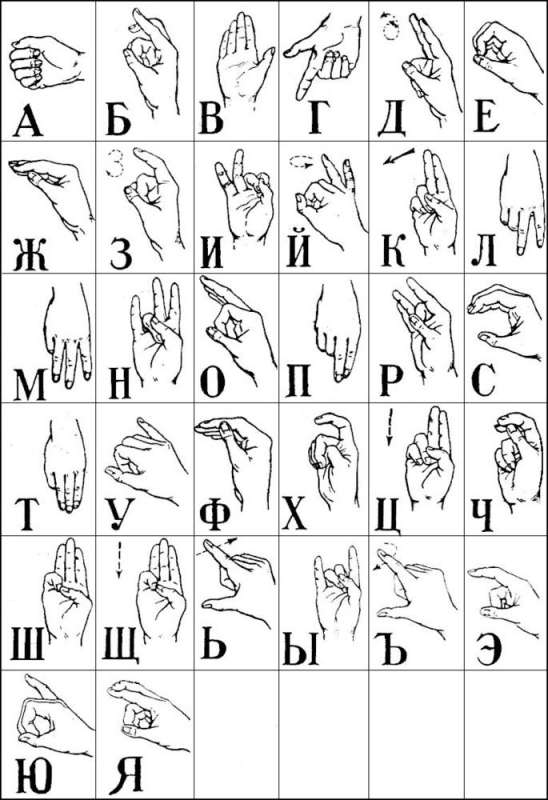 А Б В Г Д Е
Ж З И Й К Л
М Н О П Р С
Т У Ф Х Ц Ч
Ш Щ Ь Ы Ъ Э
Ю Я